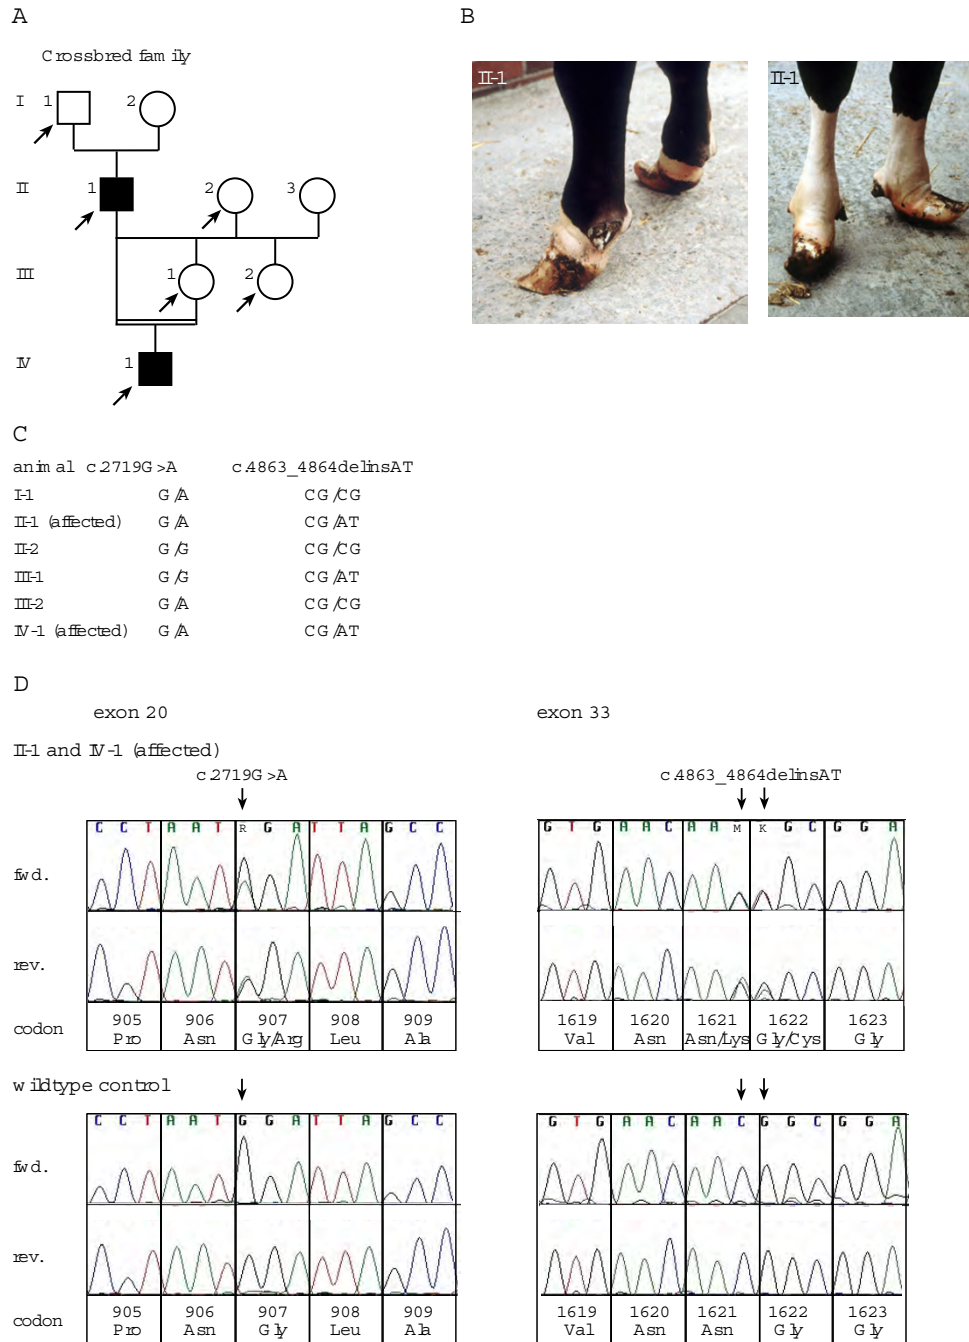 A
B
Crossbred family
I 1 2
II 1 2 3
III 1 2
IV 1
II-1
II-1
C
animal c.2719G>A c.4863_4864delinsAT
I-1 G/A CG/CG
II-1 (affected) G/A CG/AT
II-2 G/G CG/CG
III-1 G/G CG/AT
III-2 G/A CG/CG
IV-1 (affected) G/A CG/AT
D
exon 20 exon 33
II-1 and IV-1 (affected)
c.2719G>A c.4863_4864delinsAT
C C T A A T R G A T T A G C C G T G A A C A A M K G C G G A
fwd.
rev.
codon 905 906 907 908 909 1619 1620 1621 1622 1623
Pro Asn Gly/Arg Leu Ala Val Asn Asn/Lys Gly/Cys Gly
wildtype control
C C T A A T G G A T T A G C C G T G A A C A A C G G C G G A
fwd.
rev.
codon 905 906 907 908 909 1619 1620 1621 1622 1623
Pro Asn Gly Leu Ala Val Asn Asn Gly Gly